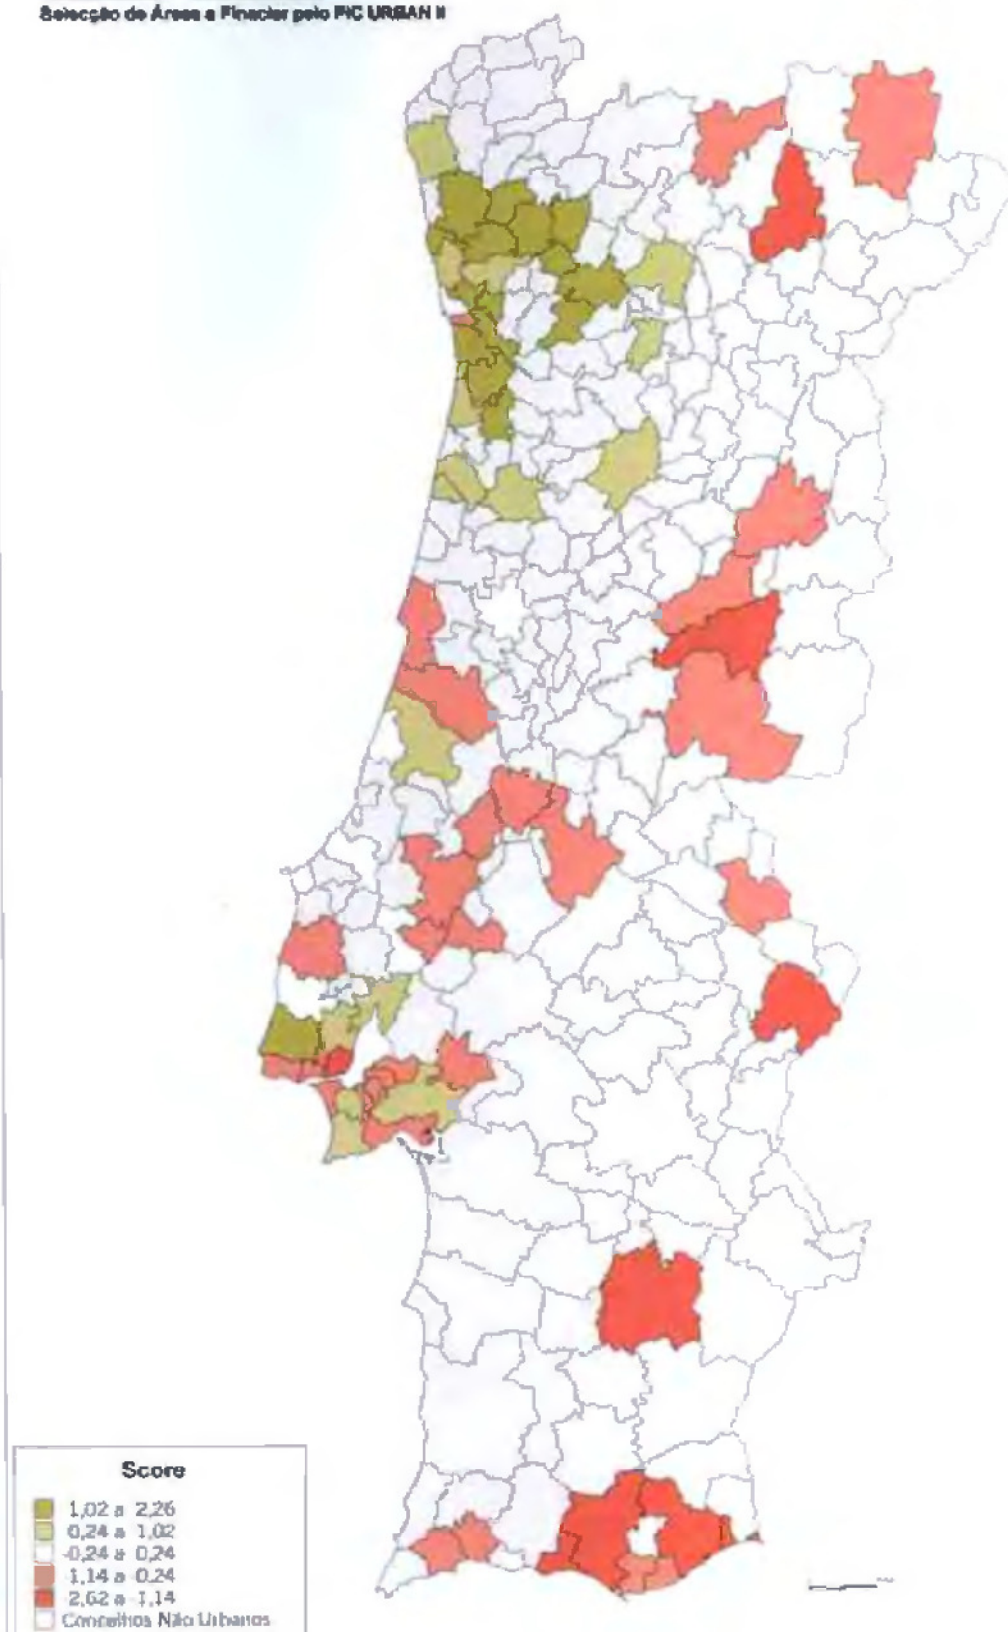 Selecção de Áreas a Financiar pelo PIC URBAN II
Score
1,02 a 2,26
0,24 a 1,02
-0,24 a 0,24
-1,14 a -0,24
-2,62 a -1,14
Concelhos Não Urbanos